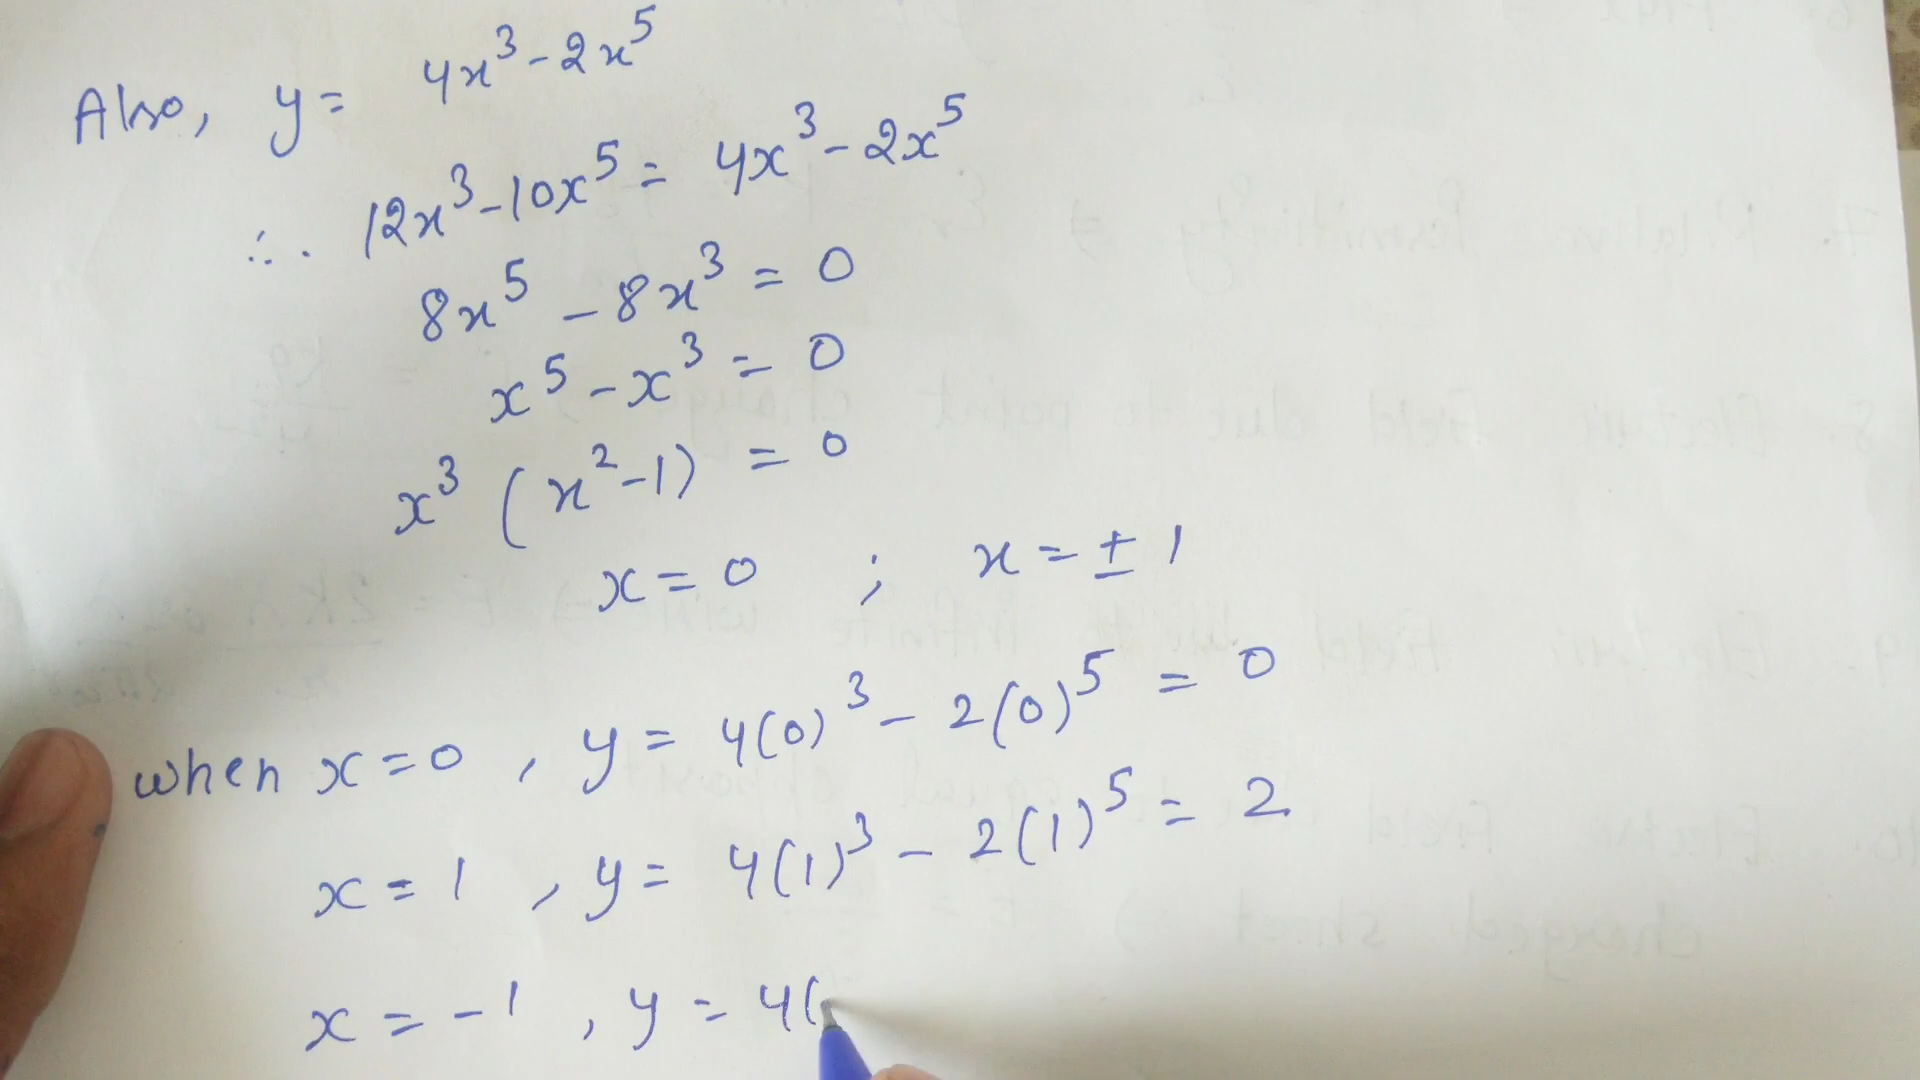 Also, y = 4x³ - 2x⁵
∴ 12x³ - 10x⁵ = 4x³ - 2x⁵
8x⁵ - 8x³ = 0
x⁵ - x³ = 0
x³ (x² - 1) = 0
x = 0 ; x = ± 1
when x = 0 , y = 4(0)³ - 2(0)⁵ = 0
x = 1 , y = 4(1)³ - 2(1)⁵ = 2
x = -1 , y = 4(